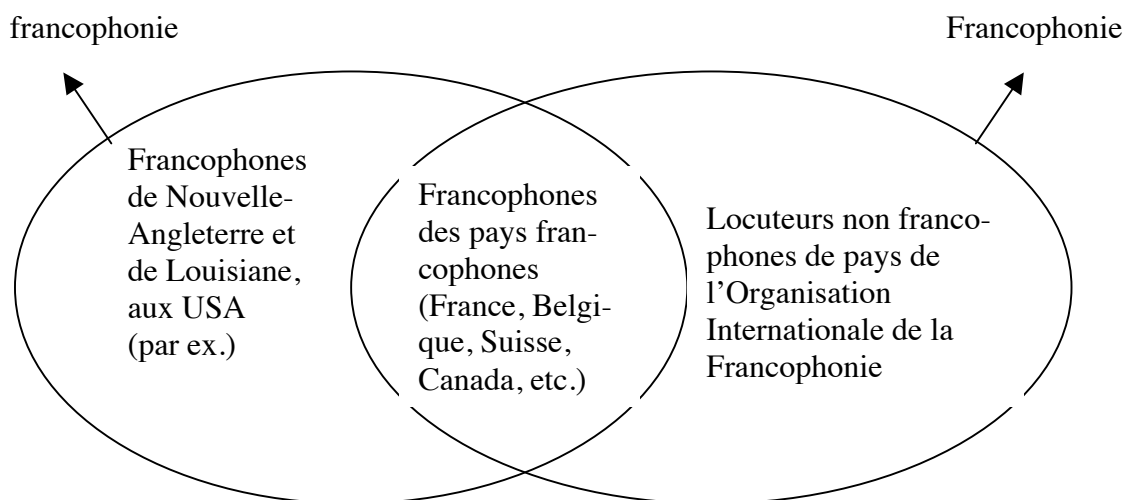 francophonie
Francophonie
Francophones
de Nouvelle-
Angleterre et
de Louisiane,
aux USA
(par ex.)
Francophones
des pays fran-
cophones
(France, Belgi-
que, Suisse,
Canada, etc.)
Locuteurs non franco-
phones de pays de
l’Organisation
Internationale de la
Francophonie